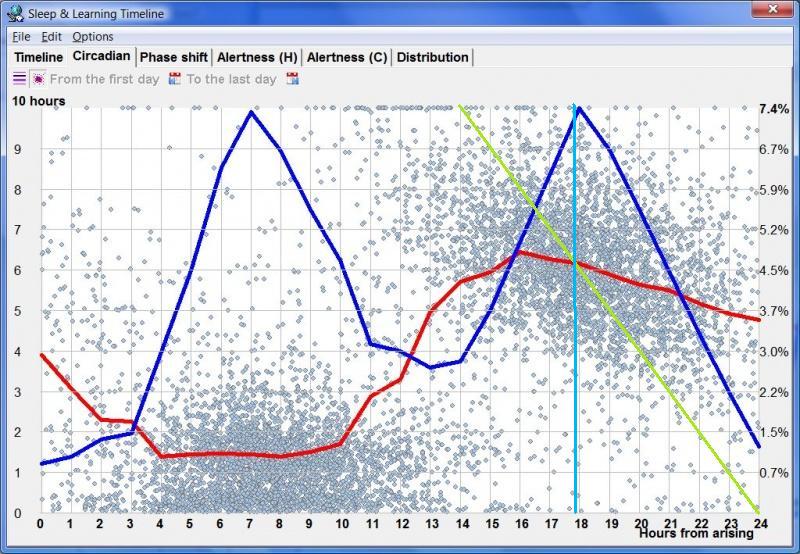 Sleep & Learning Timeline
File Edit Options
Timeline Circadian Phase shift Alertness (H) Alertness (C) Distribution
From the first day To the last day
10 hours
7.4%
9 6.7%
8 5.9%
7 5.2%
6 4.5%
5 3.7%
4 3.0%
3 2.2%
2 1.5%
1 0.7%
0
0 1 2 3 4 5 6 7 8 9 10 11 12 13 14 15 16 17 18 19 20 21 22 23 24
Hours from arising